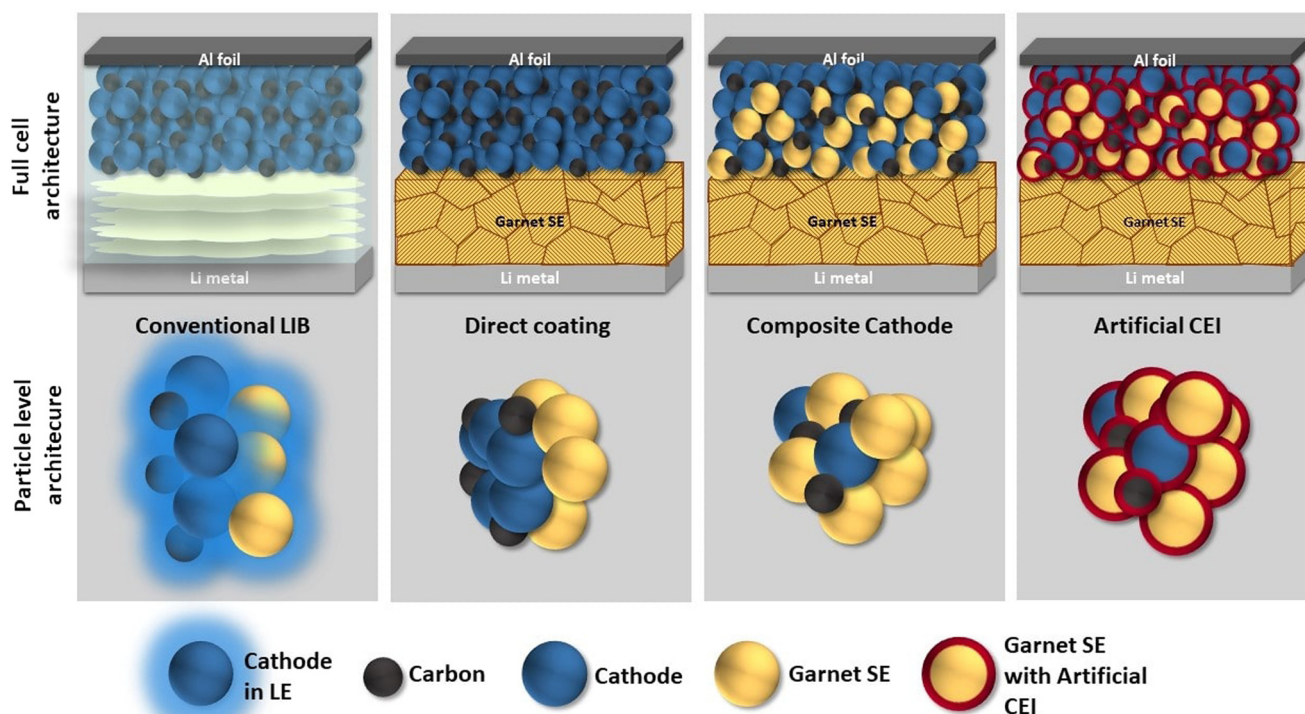 Full cell
architecture
Al foil
Al foil
Al foil
Al foil
Garnet SE
Garnet SE
Garnet SE
Li metal
Li metal
Li metal
Li metal
Conventional LIB
Direct coating
Composite Cathode
Artificial CEI
Particle level
architecure
Cathode
in LE
Carbon
Cathode
Garnet SE
Garnet SE
with Artificial
CEI